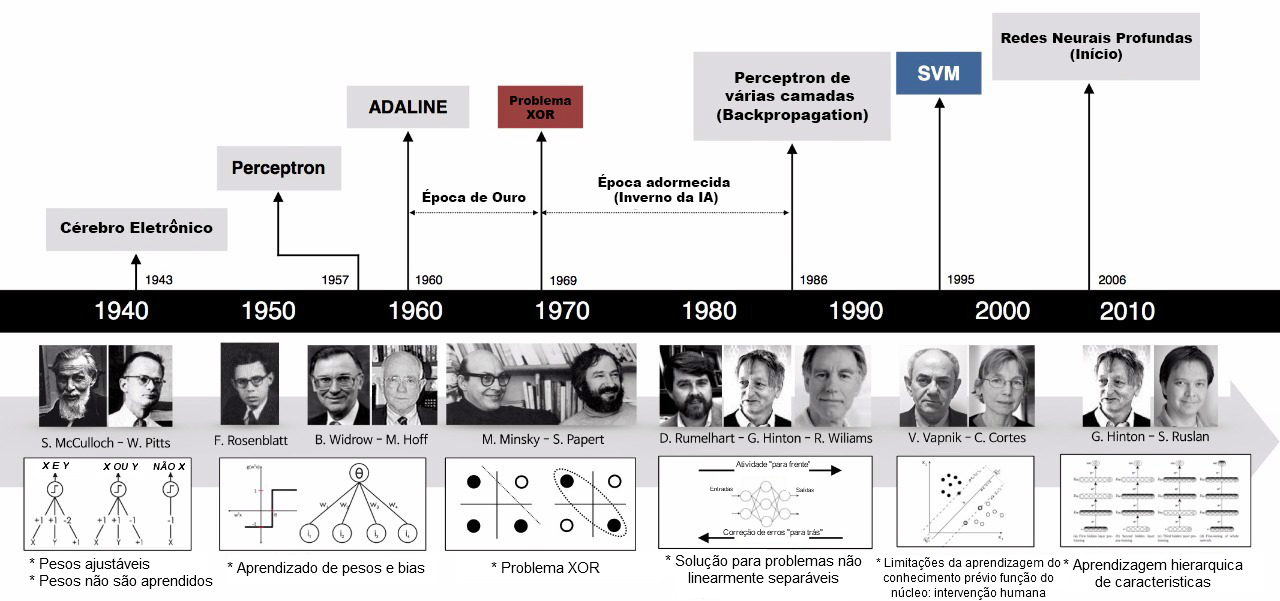 Redes Neurais Profundas
(Início)
SVM
Perceptron de
várias camadas
(Backpropagation)
ADALINE
Problema
XOR
Perceptron
Época de Ouro
Época adormecida
(Inverno da IA)
Cérebro Eletrônico
1943
1957
1960
1969
1986
1995
2006
1940
1950
1960
1970
1980
1990
2000
2010
S. McCulloch – W. Pitts
F. Rosenblatt
B. Widrow – M. Hoff
M. Minsky – S. Papert
D. Rumelhart – G. Hinton – R. Wiliams
V. Vapnik – C. Cortes
G. Hinton – S. Ruslan
X E Y
X OU Y
NÃO X
+1 +1 -2
+1 +1 -1
-1
X Y +1
X Y +1
X
θ
Atividade "para frente"
Entradas
Saídas
Correção de erros "para trás"
* Pesos ajustáveis
* Pesos não são aprendidos
* Aprendizado de pesos e bias
* Problema XOR
* Solução para problemas não
linearmente separáveis
* Limitações da aprendizagem do
conhecimento prévio função do
núcleo: intervenção humana
* Aprendizagem hierarquica
de caracteristicas